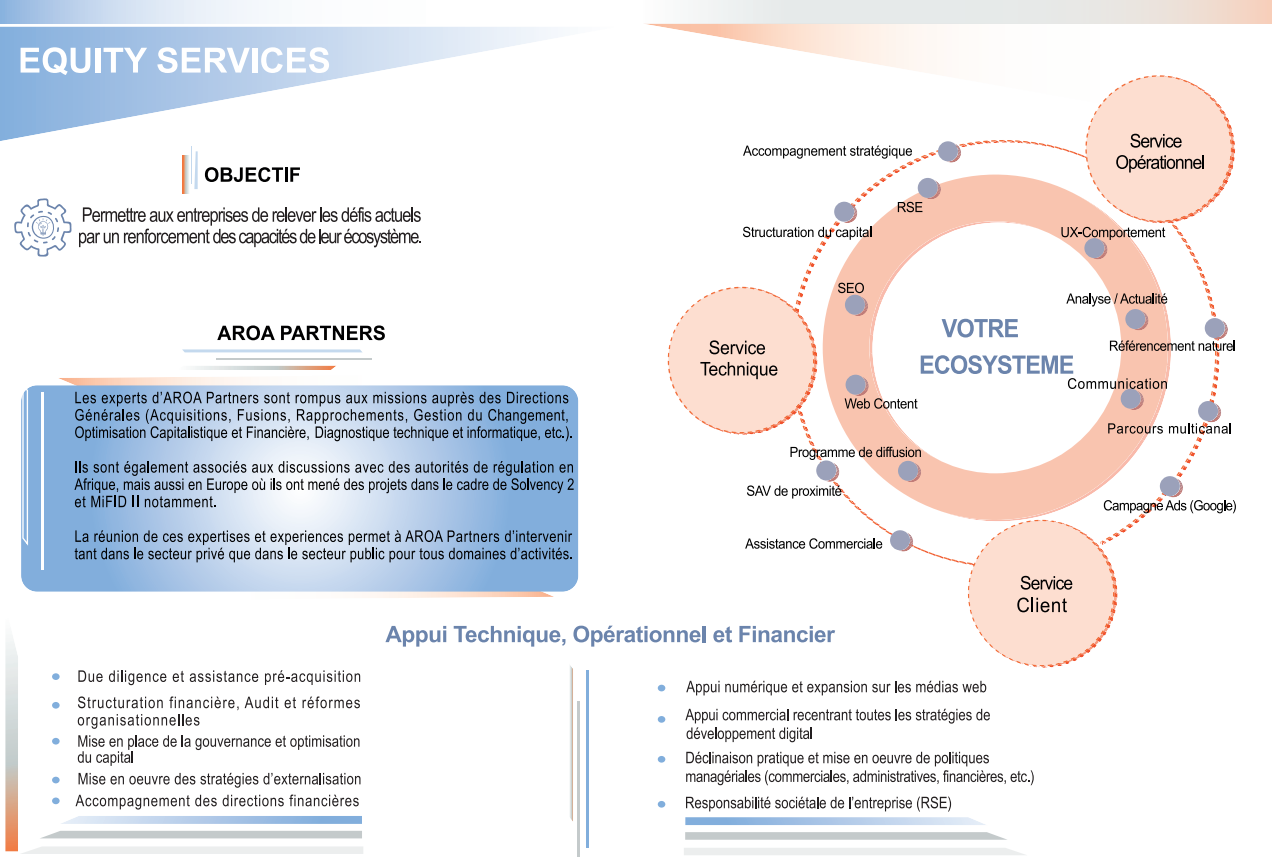 EQUITY SERVICES
OBJECTIF
Permettre aux entreprises de relever les défis actuels
par un renforcement des capacités de leur écosystème.
AROA PARTNERS
Les experts d'AROA Partners sont rompus aux missions auprès des Directions
Générales (Acquisitions, Fusions, Rapprochements, Gestion du Changement,
Optimisation Capitalistique et Financière, Diagnostique technique et informatique, etc.).
Ils sont également associés aux discussions avec des autorités de régulation en
Afrique, mais aussi en Europe où ils ont mené des projets dans le cadre de Solvency 2
et MiFID II notamment.
La réunion de ces expertises et experiences permet à AROA Partners d'intervenir
tant dans le secteur privé que dans le secteur public pour tous domaines d'activités.
Service
Opérationnel
Accompagnement stratégique
RSE
Structuration du capital
UX-Comportement
SEO
Analyse / Actualité
VOTRE
ECOSYSTEME
Référencement naturel
Service
Technique
Communication
Web Content
Parcours multicanal
Programme de diffusion
SAV de proximité
Campagne Ads (Google)
Assistance Commerciale
Service
Client
Appui Technique, Opérationnel et Financier
Due diligence et assistance pré-acquisition
Structuration financière, Audit et réformes
organisationnelles
Mise en place de la gouvernance et optimisation
du capital
Mise en oeuvre des stratégies d'externalisation
Accompagnement des directions financières
Appui numérique et expansion sur les médias web
Appui commercial recentrant toutes les stratégies de
développement digital
Déclinaison pratique et mise en oeuvre de politiques
managériales (commerciales, administratives, financières, etc.)
Responsabilité sociétale de l'entreprise (RSE)